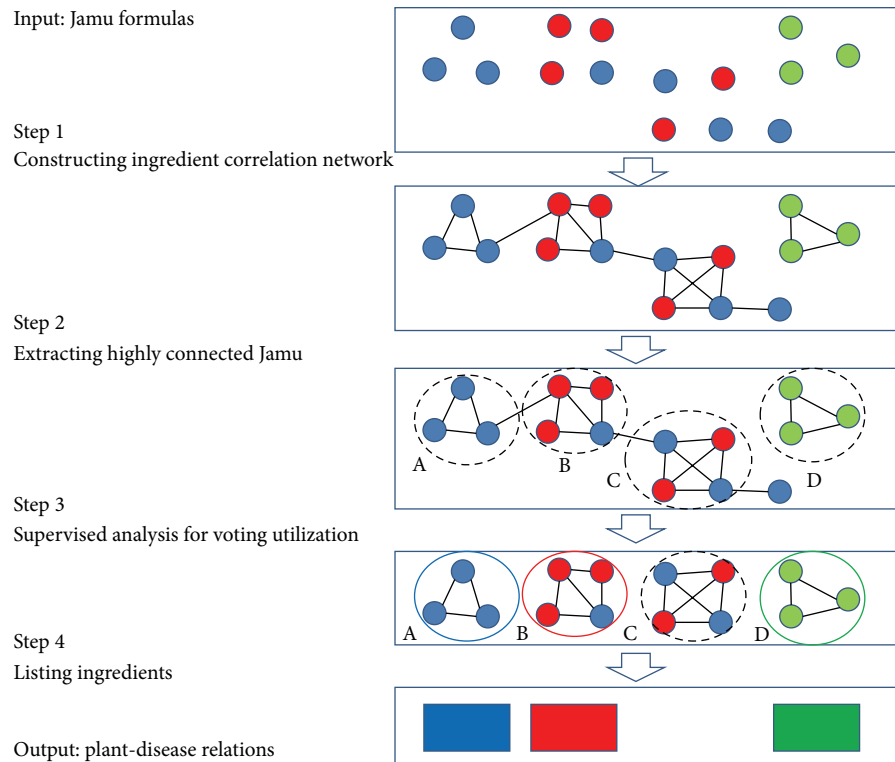 Input: Jamu formulas
Step 1
Constructing ingredient correlation network
Step 2
Extracting highly connected Jamu
A
B
C
D
Step 3
Supervised analysis for voting utilization
A
B
C
D
Step 4
Listing ingredients
Output: plant-disease relations